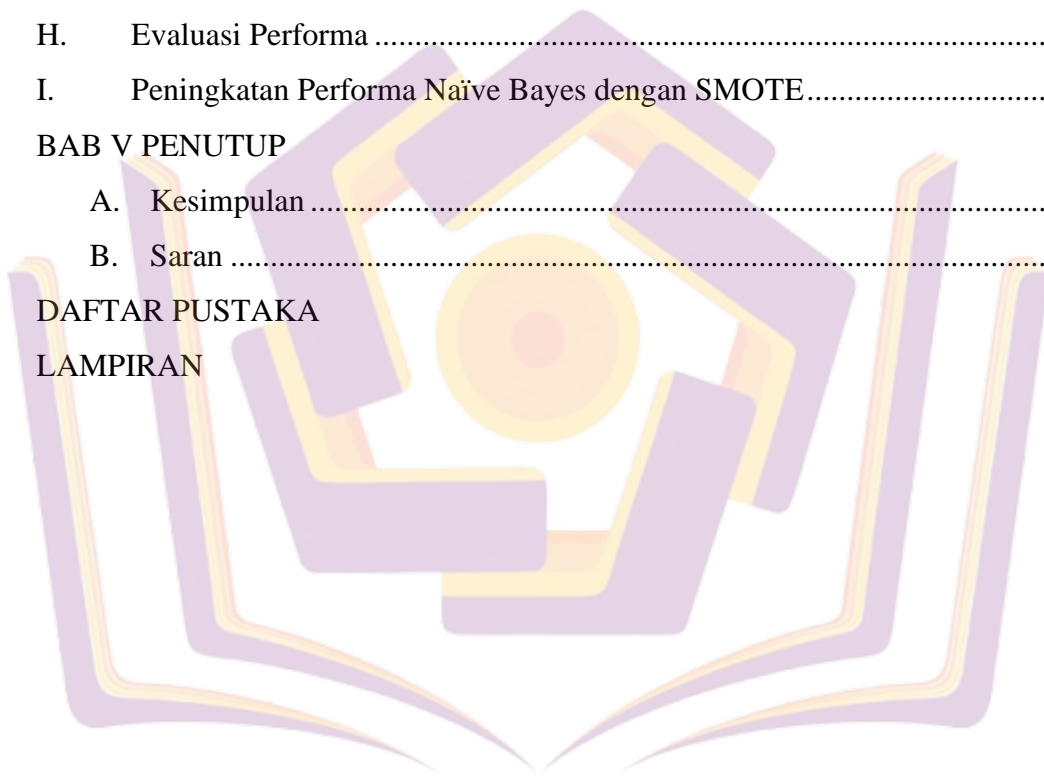 H. Evaluasi Performa ........................................................................................
I. Peningkatan Performa Naïve Bayes dengan SMOTE...............................
BAB V PENUTUP
A. Kesimpulan ................................................................................................
B. Saran ..........................................................................................................
DAFTAR PUSTAKA
LAMPIRAN